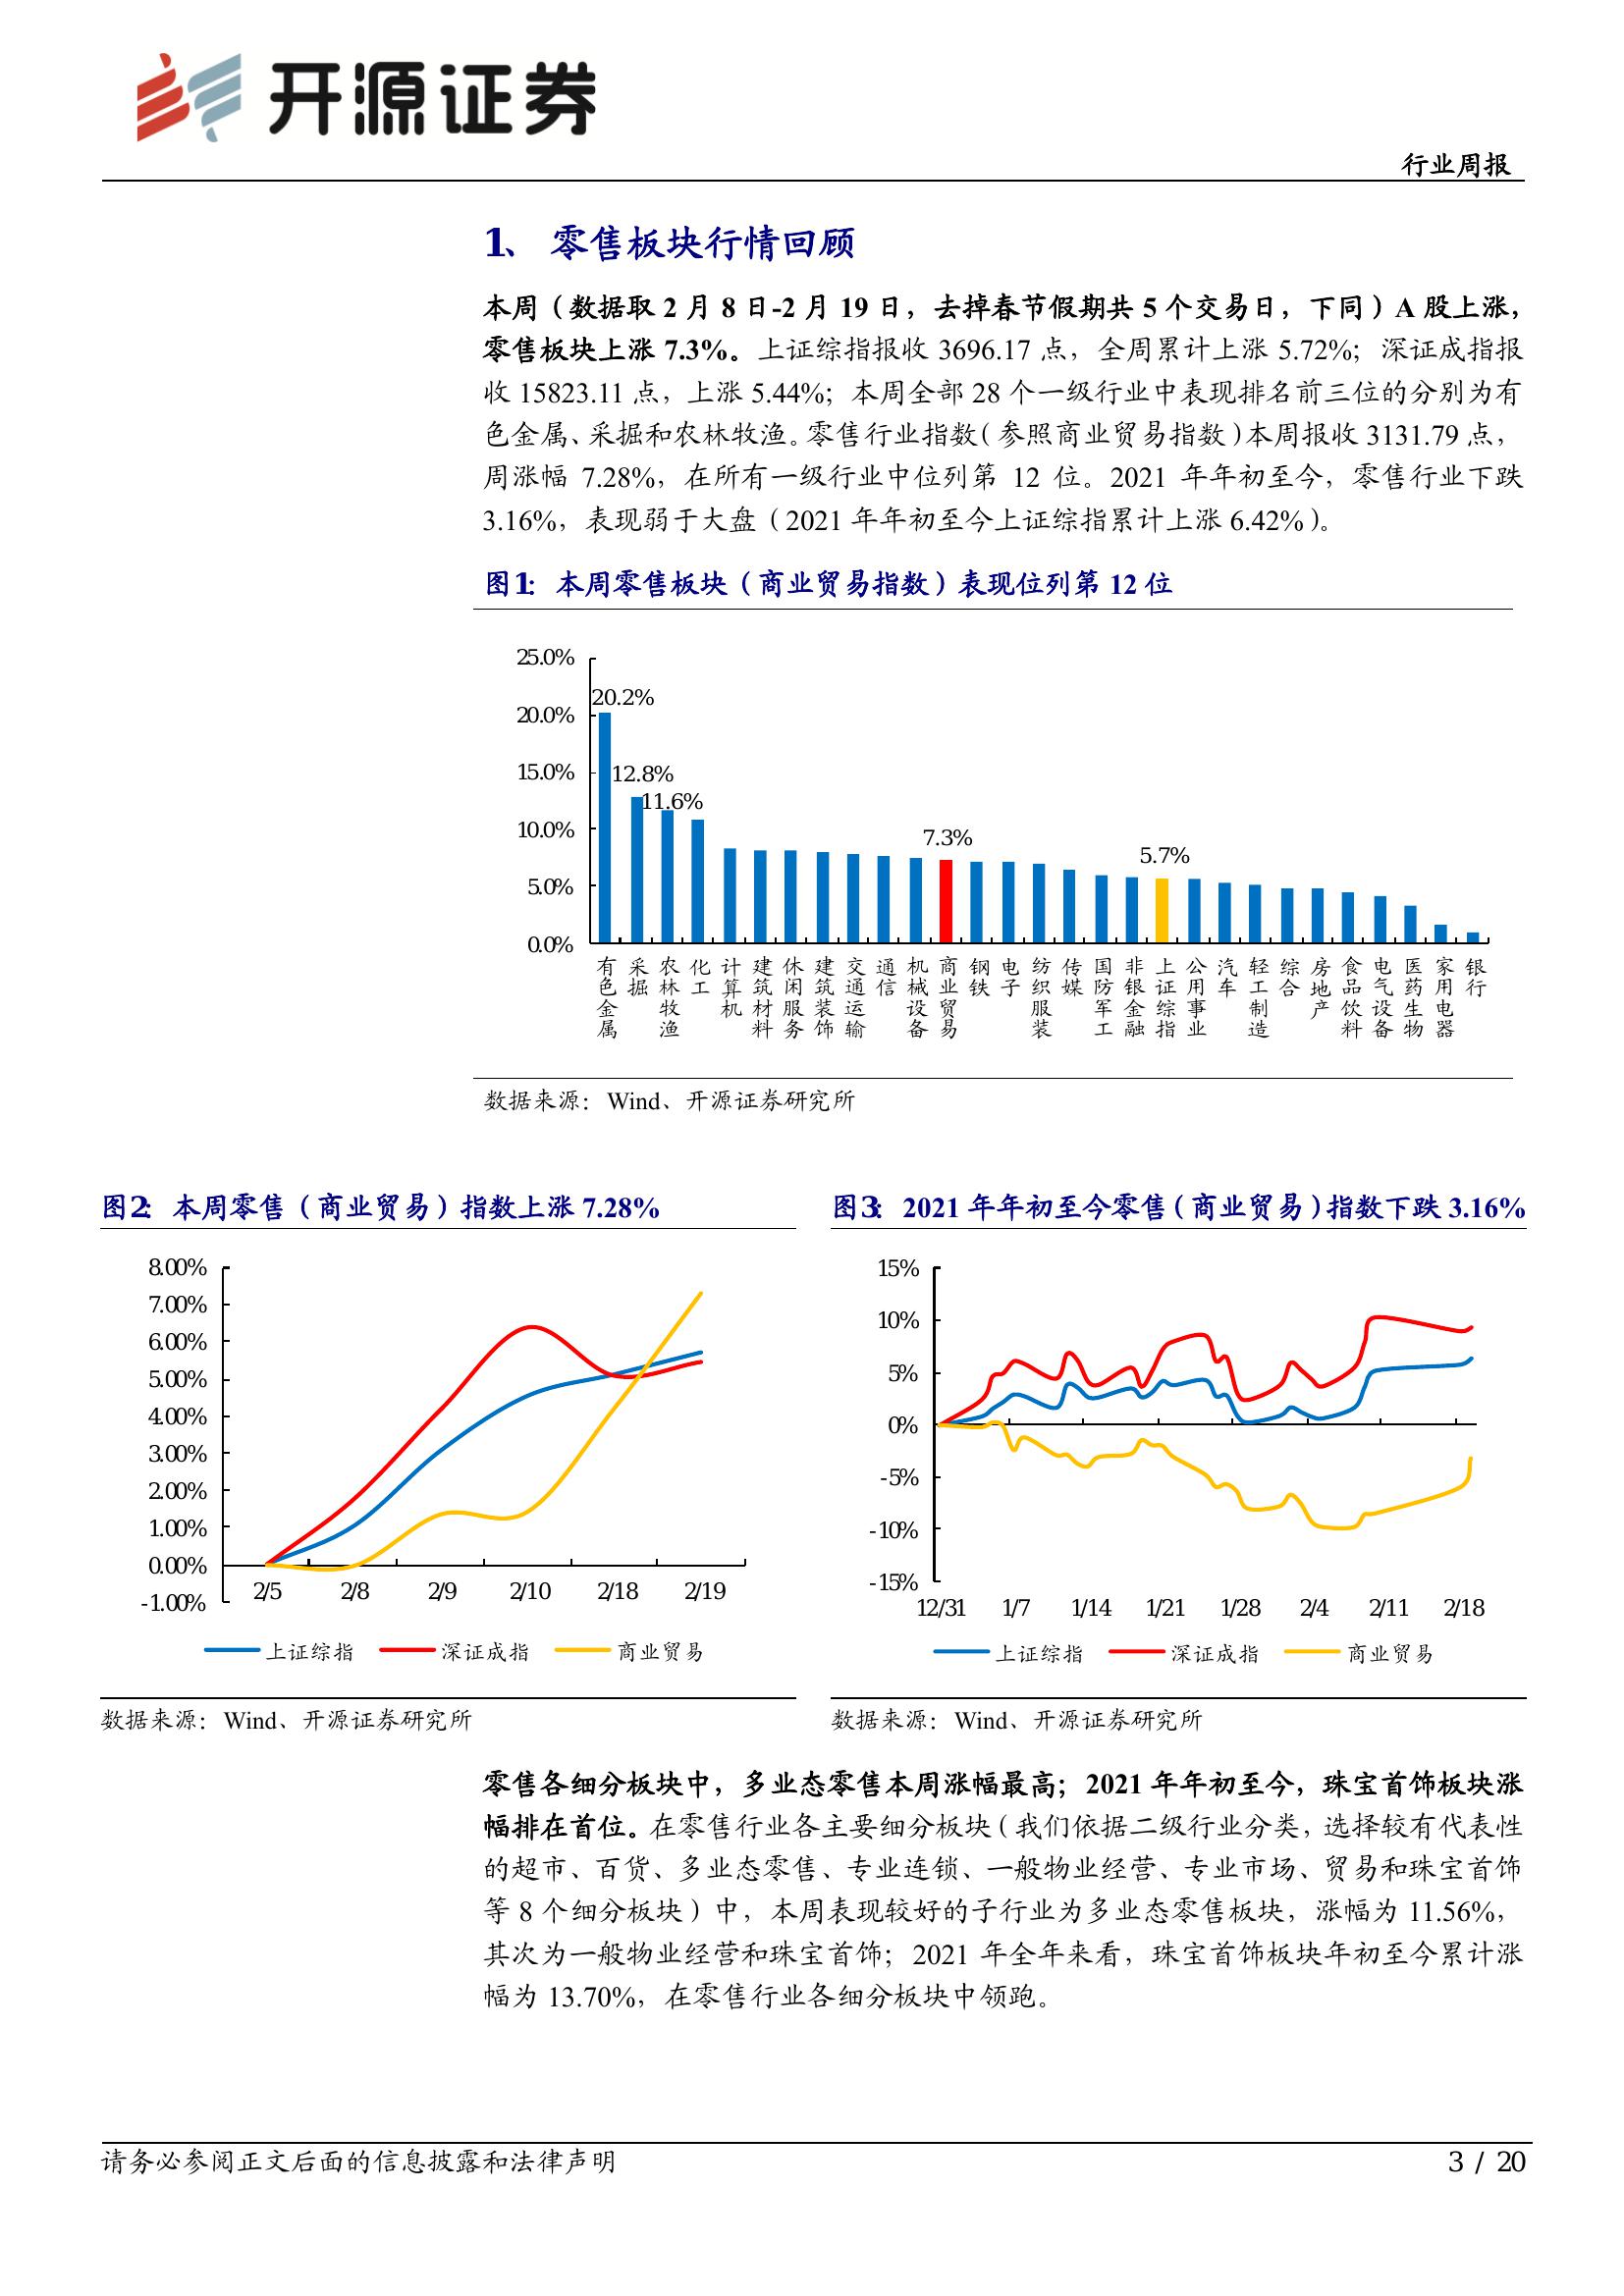 开源证券
行业周报
1、 零售板块行情回顾
本周（数据取 2 月 8 日-2 月 19 日，去掉春节假期共 5 个交易日，下同）A 股上涨，
零售板块上涨 7.3%。上证综指报收 3696.17 点，全周累计上涨 5.72%；深证成指报
收 15823.11 点，上涨 5.44%；本周全部 28 个一级行业中表现排名前三位的分别为有
色金属、采掘和农林牧渔。零售行业指数（参照商业贸易指数）本周报收 3131.79 点，
周涨幅 7.28%，在所有一级行业中位列第 12 位。2021 年年初至今，零售行业下跌
3.16%，表现弱于大盘（2021 年年初至今上证综指累计上涨 6.42%）。
图1： 本周零售板块（商业贸易指数）表现位列第 12 位
25.0%
20.0%
15.0%
10.0%
5.0%
0.0%
20.2%
12.8%
11.6%
7.3%
5.7%
有色金属
采掘
农林牧渔
化工
计算机
建筑材料
休闲服务
建筑装饰
交通运输
通信
机械设备
商业贸易
钢铁
电子
纺织服装
传媒
国防军工
非银金融
上证综指
公用事业
汽车
轻工制造
综合
房地产
食品饮料
电气设备
医药生物
家用电器
银行
数据来源：Wind、开源证券研究所
图2： 本周零售（商业贸易）指数上涨 7.28%
8.00%
7.00%
6.00%
5.00%
4.00%
3.00%
2.00%
1.00%
0.00%
-1.00%
2/5 2/8 2/9 2/10 2/18 2/19
上证综指 深证成指 商业贸易
数据来源：Wind、开源证券研究所
图3： 2021 年年初至今零售（商业贸易）指数下跌 3.16%
15%
10%
5%
0%
-5%
-10%
-15%
12/31 1/7 1/14 1/21 1/28 2/4 2/11 2/18
上证综指 深证成指 商业贸易
数据来源：Wind、开源证券研究所
零售各细分板块中，多业态零售本周涨幅最高；2021 年年初至今，珠宝首饰板块涨
幅排在首位。在零售行业各主要细分板块（我们依据二级行业分类，选择较有代表性
的超市、百货、多业态零售、专业连锁、一般物业经营、专业市场、贸易和珠宝首饰
等 8 个细分板块）中，本周表现较好的子行业为多业态零售板块，涨幅为 11.56%，
其次为一般物业经营和珠宝首饰；2021 年全年来看，珠宝首饰板块年初至今累计涨
幅为 13.70%，在零售行业各细分板块中领跑。
请务必参阅正文后面的信息披露和法律声明
3 / 20